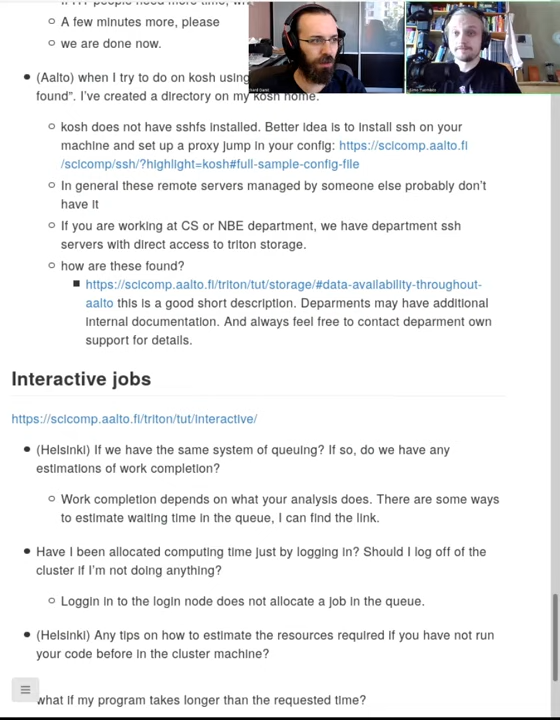 A few minutes more, please
we are done now.
(Aalto) when I try to do on kosh using
found". I've created a directory on my kosh home.
kosh does not have sshfs installed. Better idea is to install ssh on your
machine and set up a proxy jump in your config: https://scicomp.aalto.fi
/scicomp/ssh/?highlight=kosh#full-sample-config-file
In general these remote servers managed by someone else probably don't
have it
If you are working at CS or NBE department, we have department ssh
servers with direct access to triton storage.
how are these found?
https://scicomp.aalto.fi/triton/tut/storage/#data-availability-throughout-
aalto this is a good short description. Deparments may have additional
internal documentation. And always feel free to contact deparment own
support for details.
Interactive jobs
https://scicomp.aalto.fi/triton/tut/interactive/
(Helsinki) If we have the same system of queuing? If so, do we have any
estimations of work completion?
Work completion depends on what your analysis does. There are some ways
to estimate waiting time in the queue, I can find the link.
Have I been allocated computing time just by logging in? Should I log off of the
cluster if I'm not doing anything?
Loggin in to the login node does not allocate a job in the queue.
(Helsinki) Any tips on how to estimate the resources required if you have not run
your code before in the cluster machine?
what if my program takes longer than the requested time?